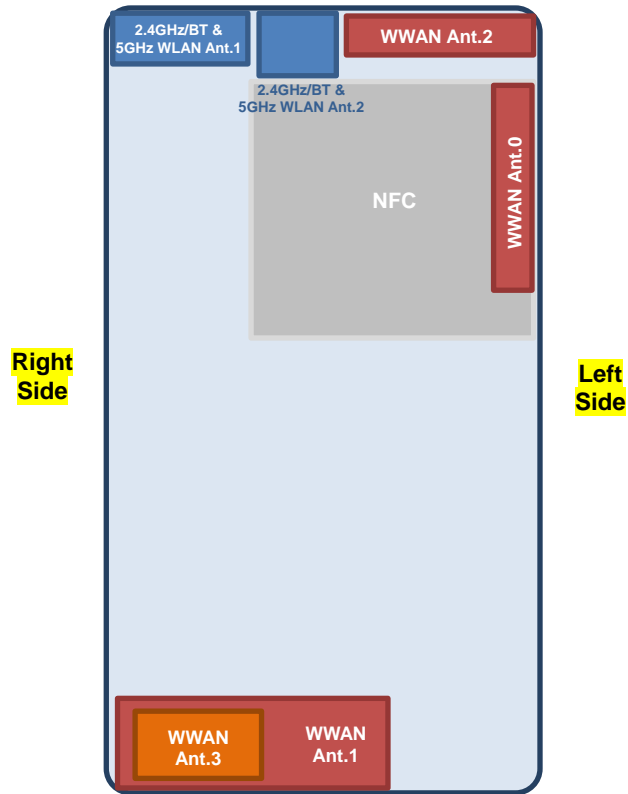 2.4GHz/BT &
5GHz WLAN Ant.1
WWAN Ant.2
2.4GHz/BT &
5GHz WLAN Ant.2
WWAN Ant.0
NFC
Right
Side
Left
Side
WWAN
Ant.3
WWAN
Ant.1